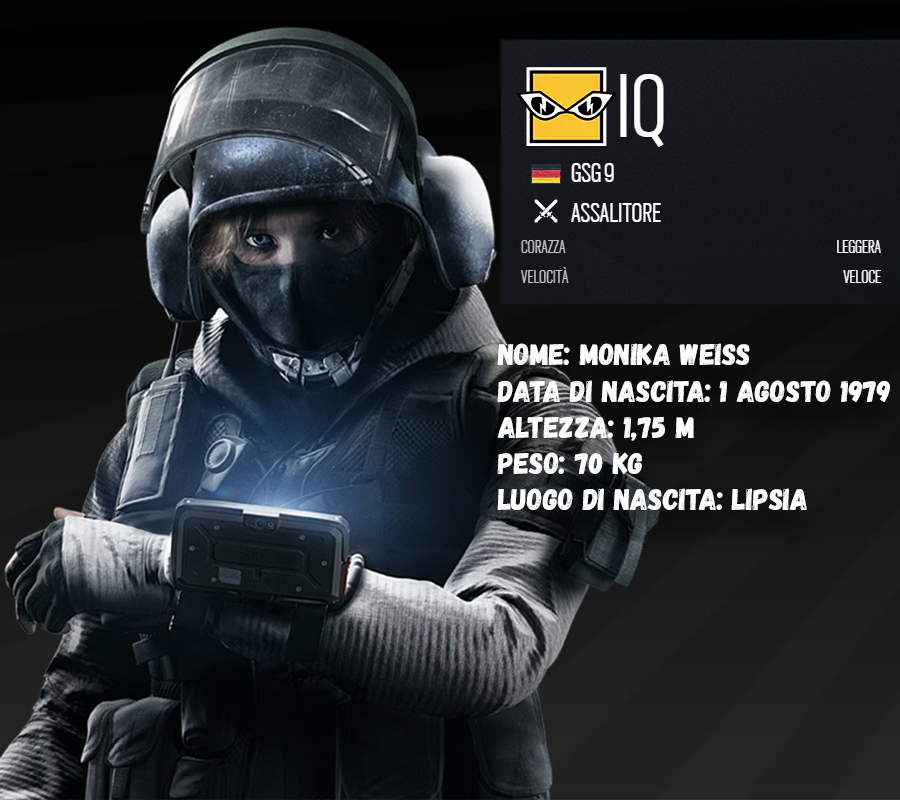 IQ
GSG 9
ASSALITORE
CORAZZA LEGGERA
VELOCITÀ VELOCE
NOME: MONIKA WEISS
DATA DI NASCITA: 1 AGOSTO 1979
ALTEZZA: 1,75 M
PESO: 70 KG
LUOGO DI NASCITA: LIPSIA